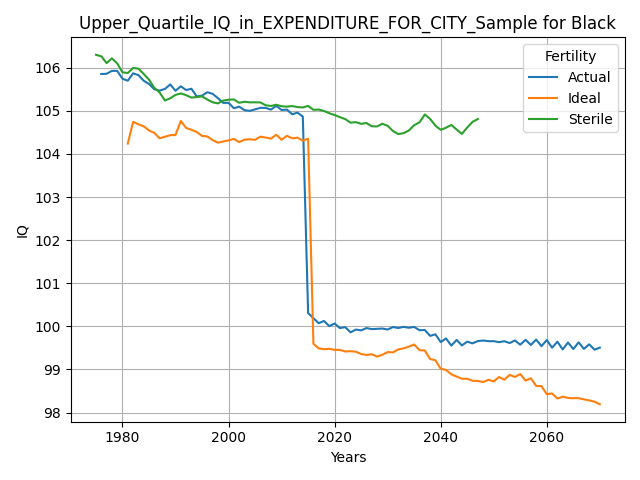 Upper_Quartile_IQ_in_EXPENDITURE_FOR_CITY_Sample for Black
Fertility
Actual
Ideal
Sterile
106
105
104
103
102
101
100
99
98
IQ
1980
2000
2020
2040
2060
Years